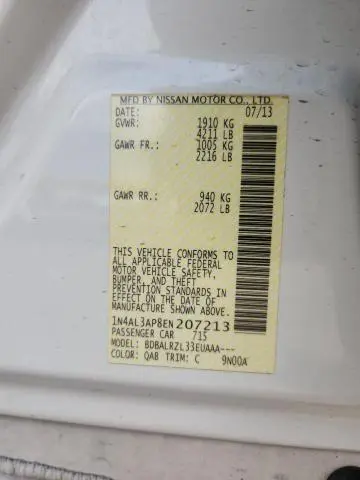 MFD BY NISSAN MOTOR CO., LTD.
DATE: 07/13
GVWR: 1910 KG
4211 LB
GAWR FR.: 1005 KG
2216 LB
GAWR RR.: 940 KG
2072 LB
THIS VEHICLE CONFORMS TO
ALL APPLICABLE FEDERAL
MOTOR VEHICLE SAFETY,
BUMPER, AND THEFT
PREVENTION STANDARDS IN
EFFECT ON THE DATE OF
MANUFACTURE SHOWN ABOVE.
1N4AL3AP8EN207213
PASSENGER CAR 715
MODEL: BDBALRZL33EUAAA---
COLOR: QAB TRIM: C 9N00A